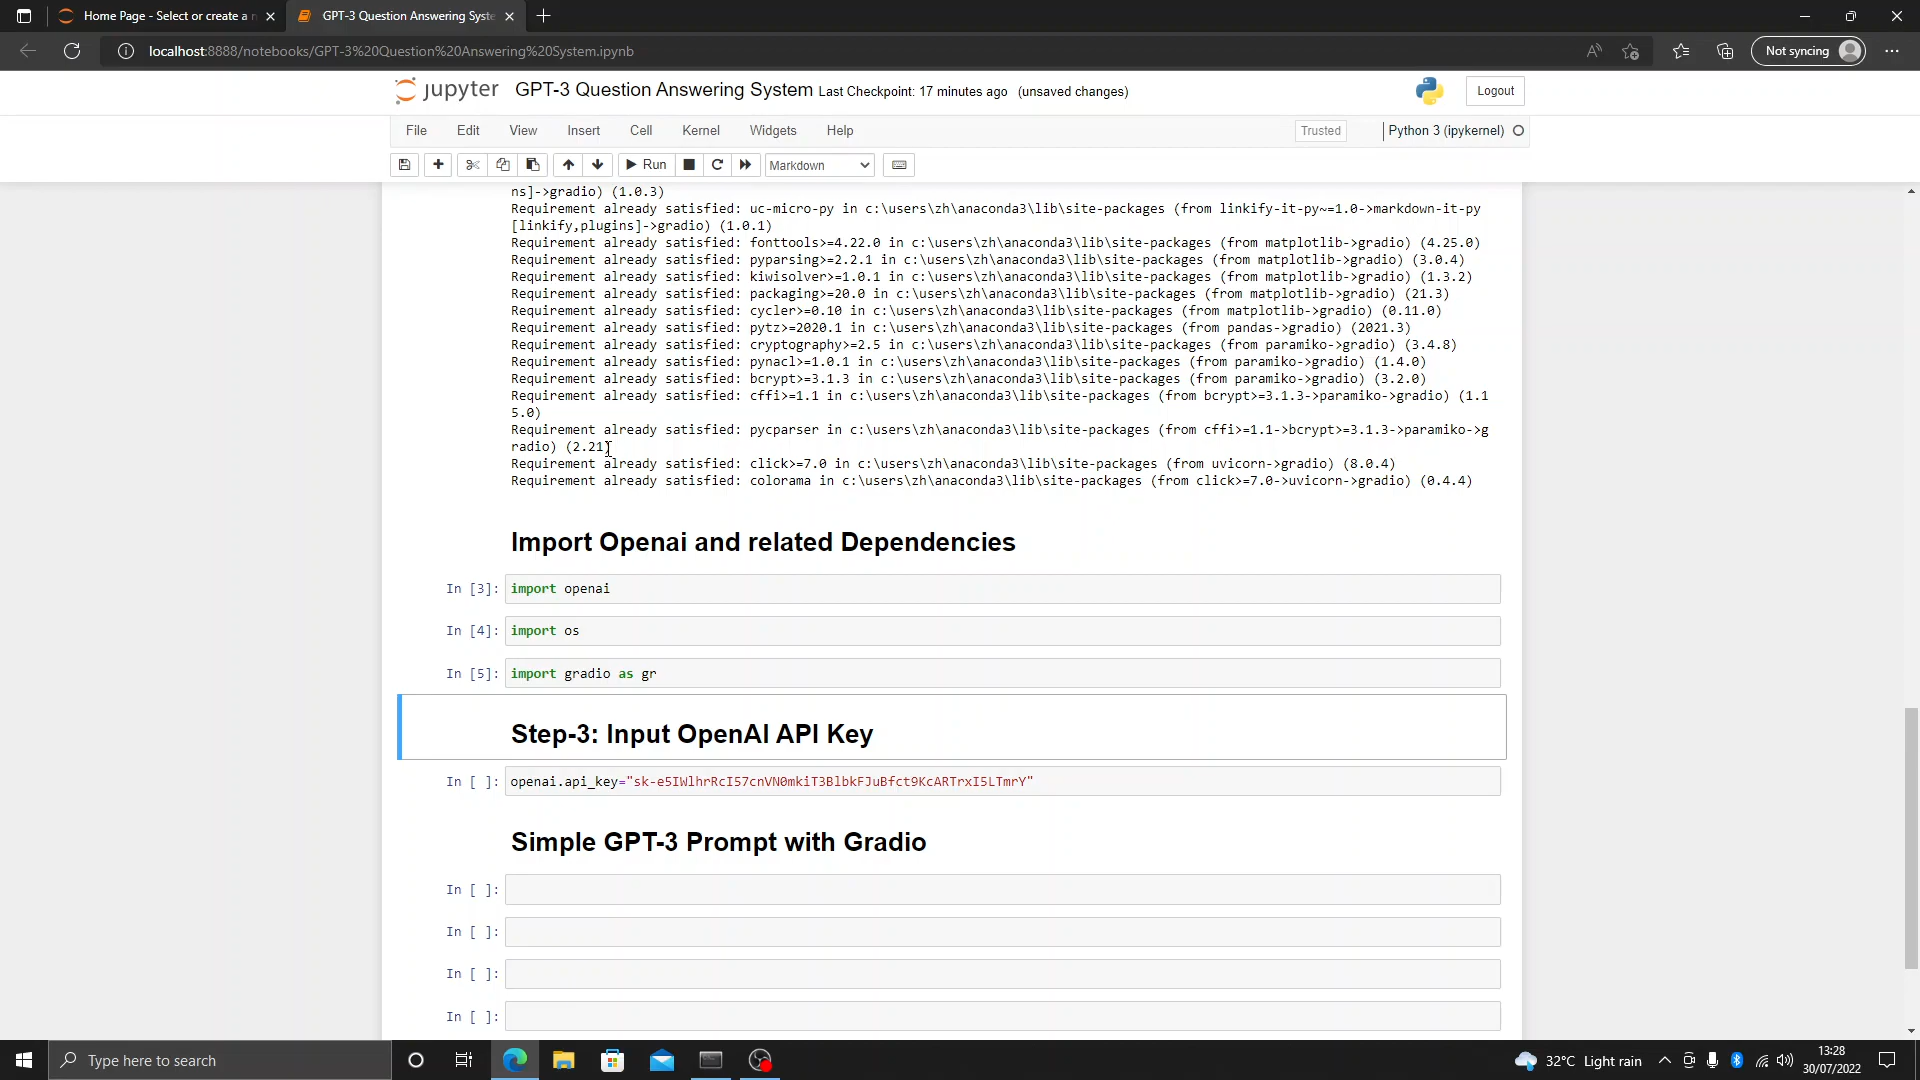 Home Page - Select or create a n
GPT-3 Question Answering Syste
localhost:8888/notebooks/GPT-3%20Question%20Answering%20System.ipynb
Not syncing
jupyter GPT-3 Question Answering System Last Checkpoint: 17 minutes ago (unsaved changes)
Logout
File Edit View Insert Cell Kernel Widgets Help
Trusted
Python 3 (ipykernel)
Run
Markdown
ns]->gradio) (1.0.3)
Requirement already satisfied: uc-micro-py in c:\users\zh\anaconda3\lib\site-packages (from linkify-it-py~=1.0->markdown-it-py
[linkify,plugins]->gradio) (1.0.1)
Requirement already satisfied: fonttools>=4.22.0 in c:\users\zh\anaconda3\lib\site-packages (from matplotlib->gradio) (4.25.0)
Requirement already satisfied: pyparsing>=2.2.1 in c:\users\zh\anaconda3\lib\site-packages (from matplotlib->gradio) (3.0.4)
Requirement already satisfied: kiwisolver>=1.0.1 in c:\users\zh\anaconda3\lib\site-packages (from matplotlib->gradio) (1.3.2)
Requirement already satisfied: packaging>=20.0 in c:\users\zh\anaconda3\lib\site-packages (from matplotlib->gradio) (21.3)
Requirement already satisfied: cycler>=0.10 in c:\users\zh\anaconda3\lib\site-packages (from matplotlib->gradio) (0.11.0)
Requirement already satisfied: pytz>=2020.1 in c:\users\zh\anaconda3\lib\site-packages (from pandas->gradio) (2021.3)
Requirement already satisfied: cryptography>=2.5 in c:\users\zh\anaconda3\lib\site-packages (from paramiko->gradio) (3.4.8)
Requirement already satisfied: pynacl>=1.0.1 in c:\users\zh\anaconda3\lib\site-packages (from paramiko->gradio) (1.4.0)
Requirement already satisfied: bcrypt>=3.1.3 in c:\users\zh\anaconda3\lib\site-packages (from paramiko->gradio) (3.2.0)
Requirement already satisfied: cffi>=1.1 in c:\users\zh\anaconda3\lib\site-packages (from bcrypt>=3.1.3->paramiko->gradio) (1.1
5.0)
Requirement already satisfied: pycparser in c:\users\zh\anaconda3\lib\site-packages (from cffi>=1.1->bcrypt>=3.1.3->paramiko->g
radio) (2.21)
Requirement already satisfied: click>=7.0 in c:\users\zh\anaconda3\lib\site-packages (from uvicorn->gradio) (8.0.4)
Requirement already satisfied: colorama in c:\users\zh\anaconda3\lib\site-packages (from click>=7.0->uvicorn->gradio) (0.4.4)
Import Openai and related Dependencies
In [3]: import openai
In [4]: import os
In [5]: import gradio as gr
Step-3: Input OpenAI API Key
In [ ]: openai.api_key="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"
Simple GPT-3 Prompt with Gradio
In [ ]:
In [ ]:
In [ ]:
In [ ]:
Type here to search
32°C Light rain
13:28
30/07/2022